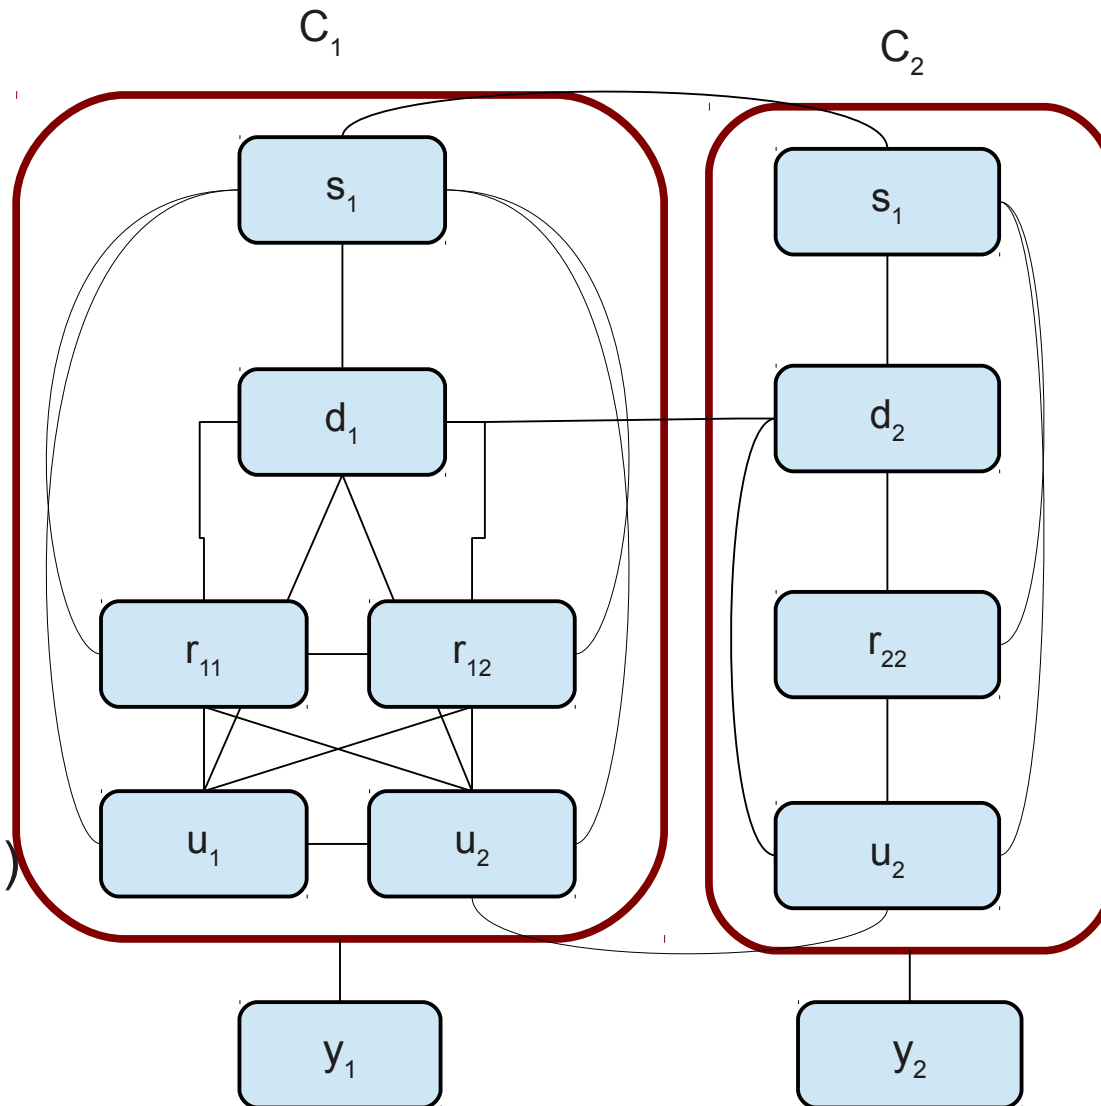 C₁
C₂
s₁
s₁
d₁
d₂
r₁₁
r₁₂
r₂₂
)
u₁
u₂
u₂
y₁
y₂